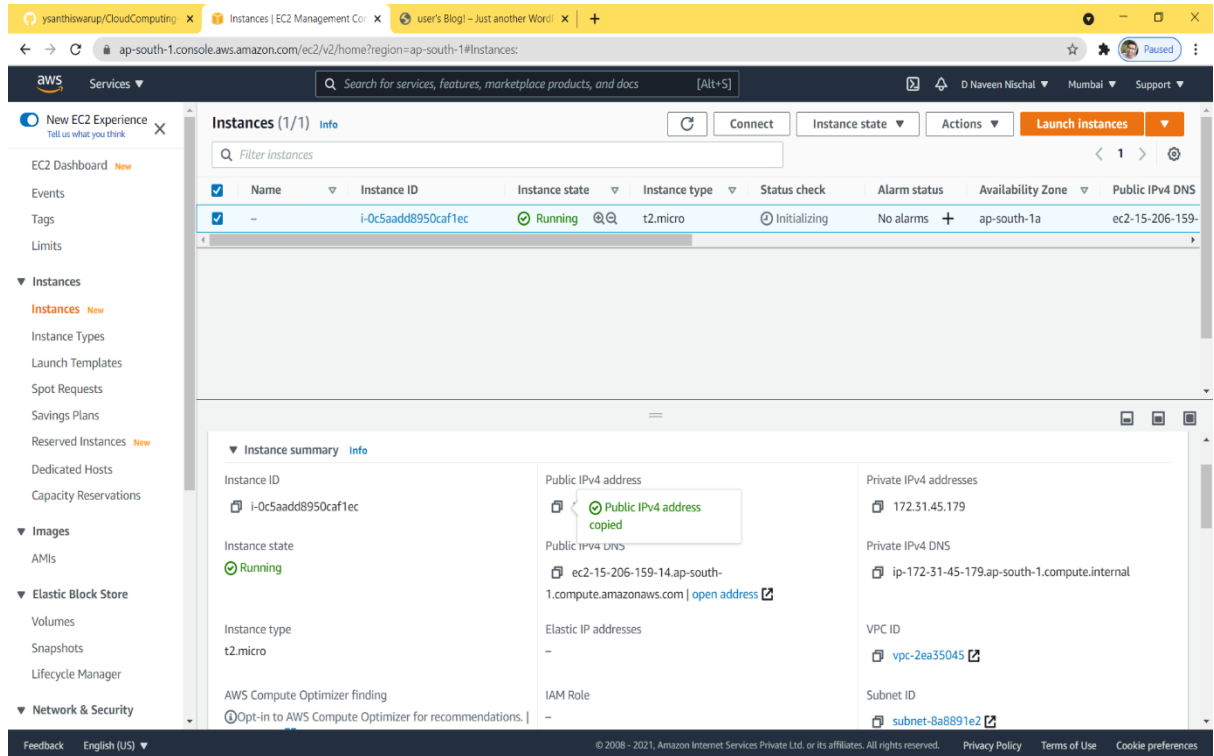 ysanthiswarup/CloudComputing-
Instances | EC2 Management Con
user's Blog! – Just another Word
ap-south-1.console.aws.amazon.com/ec2/v2/home?region=ap-south-1#Instances:
Paused
aws
Services
Search for services, features, marketplace products, and docs [Alt+S]
D Naveen Nischal
Mumbai
Support
New EC2 Experience
Tell us what you think
EC2 Dashboard New
Events
Tags
Limits
Instances
Instances New
Instance Types
Launch Templates
Spot Requests
Savings Plans
Reserved Instances New
Dedicated Hosts
Capacity Reservations
Images
AMIs
Elastic Block Store
Volumes
Snapshots
Lifecycle Manager
Network & Security
Instances (1/1) Info
Connect
Instance state
Actions
Launch instances
Filter instances
1
Name Instance ID Instance state Instance type Status check Alarm status Availability Zone Public IPv4 DNS
– i-0c5aadd8950caf1ec Running t2.micro Initializing No alarms + ap-south-1a ec2-15-206-159-
Instance summary Info
Instance ID
i-0c5aadd8950caf1ec
Public IPv4 address
Public IPv4 address
copied
Private IPv4 addresses
172.31.45.179
Instance state
Running
Public IPv4 DNS
ec2-15-206-159-14.ap-south-
1.compute.amazonaws.com | open address
Private IPv4 DNS
ip-172-31-45-179.ap-south-1.compute.internal
Instance type
t2.micro
Elastic IP addresses
–
VPC ID
vpc-2ea35045
AWS Compute Optimizer finding
Opt-in to AWS Compute Optimizer for recommendations. |
IAM Role
–
Subnet ID
subnet-8a8891e2
Feedback
English (US)
© 2008 - 2021, Amazon Internet Services Private Ltd. or its affiliates. All rights reserved.
Privacy Policy
Terms of Use
Cookie preferences